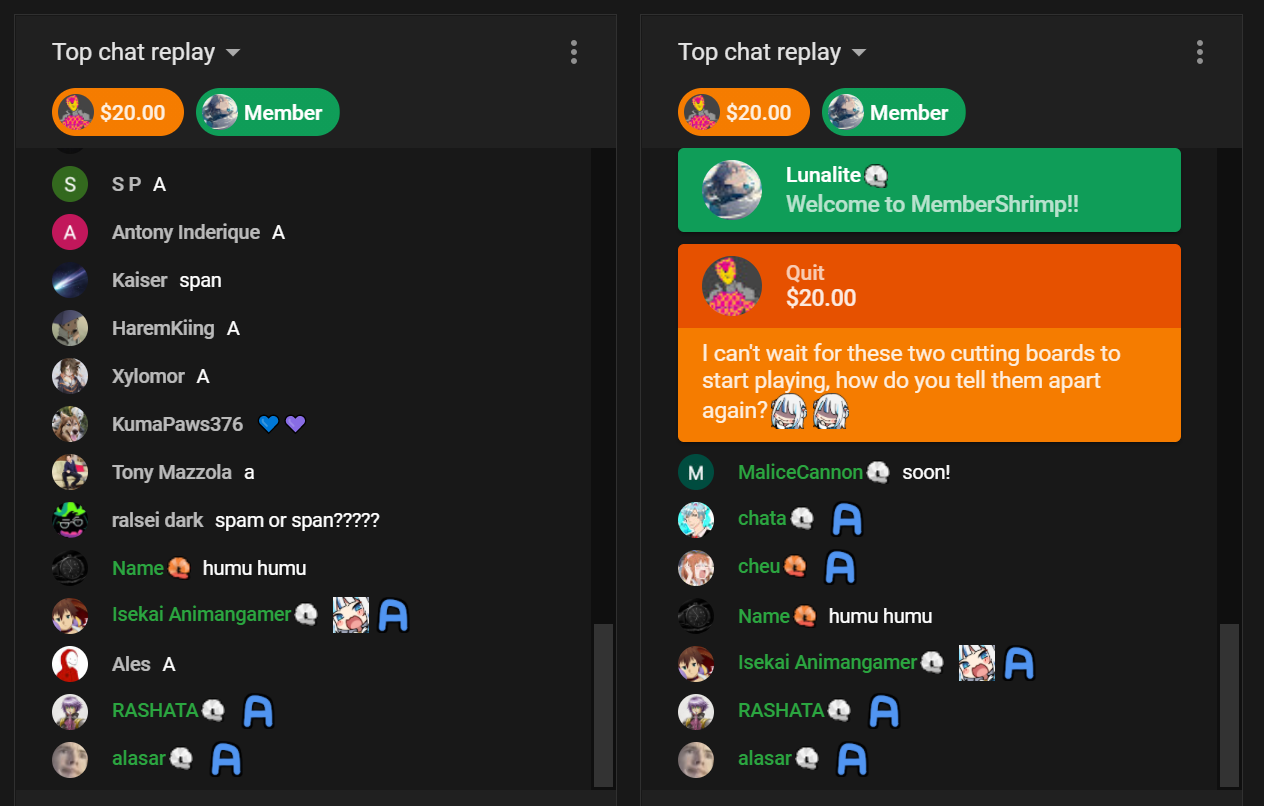 Top chat replay
$20.00 Member
S S P A
A Antony Inderique A
Kaiser span
HaremKiing A
Xylomor A
KumaPaws376
Tony Mazzola a
ralsei dark spam or span?????
Name humu humu
Isekai Animangamer A
Ales A
RASHATA A
alasar A
Top chat replay
$20.00 Member
Lunalite
Welcome to MemberShrimp!!
Quit
$20.00
I can't wait for these two cutting boards to
start playing, how do you tell them apart
again?
M MaliceCannon soon!
chata A
cheu A
Name humu humu
Isekai Animangamer A
RASHATA A
alasar A